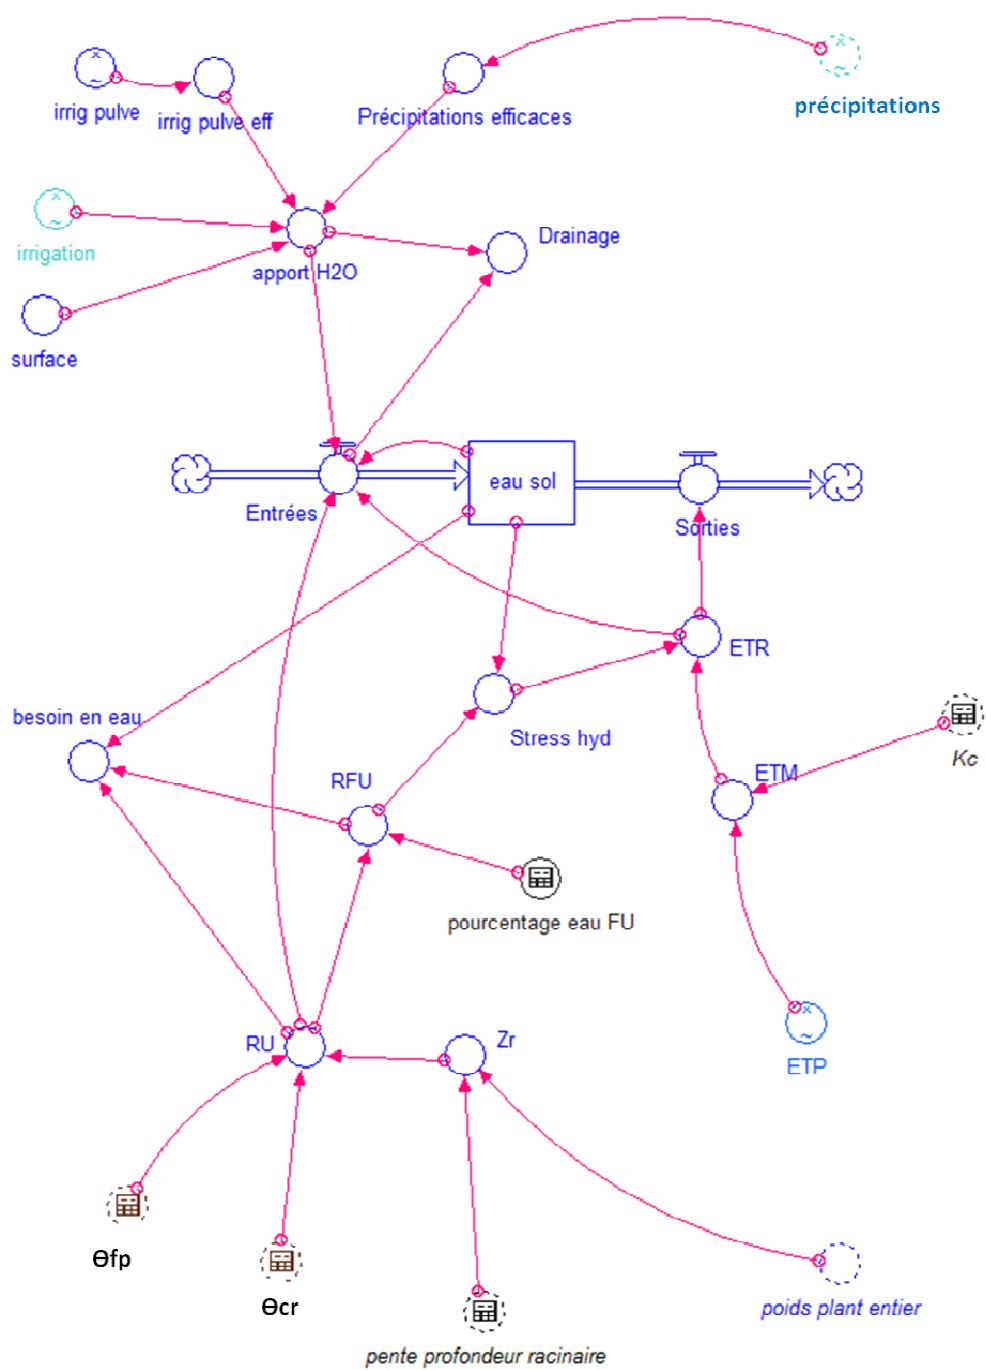 précipitations
irrig pulve
irrig pulve eff
Précipitations efficaces
irrigation
Drainage
apport H2O
surface
eau sol
Entrées
Sorties
ETR
besoin en eau
Stress hyd
Kc
RFU
ETM
pourcentage eau FU
RU
Zr
ETP
Өfp
Өcr
poids plant entier
pente profondeur racinaire